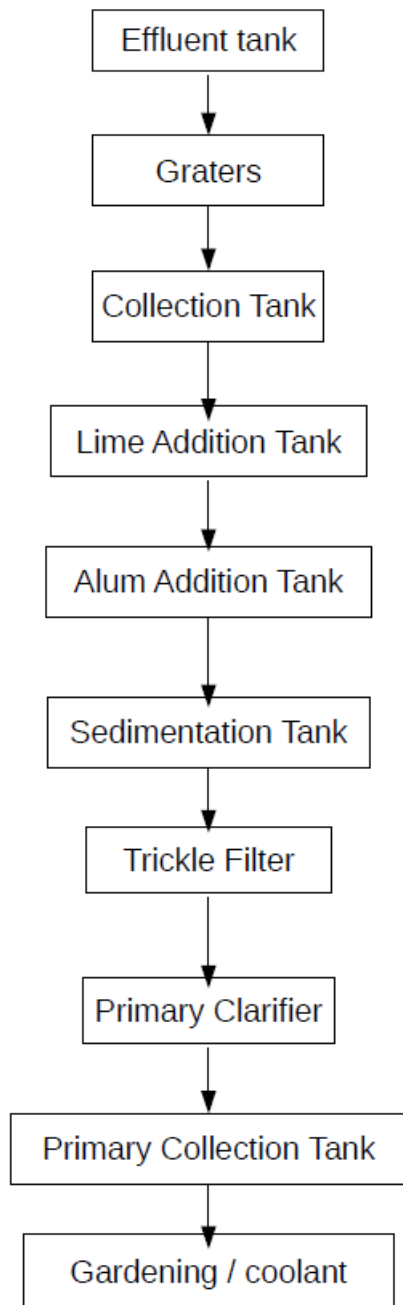 Effluent tank
Graters
Collection Tank
Lime Addition Tank
Alum Addition Tank
Sedimentation Tank
Trickle Filter
Primary Clarifier
Primary Collection Tank
Gardening / coolant